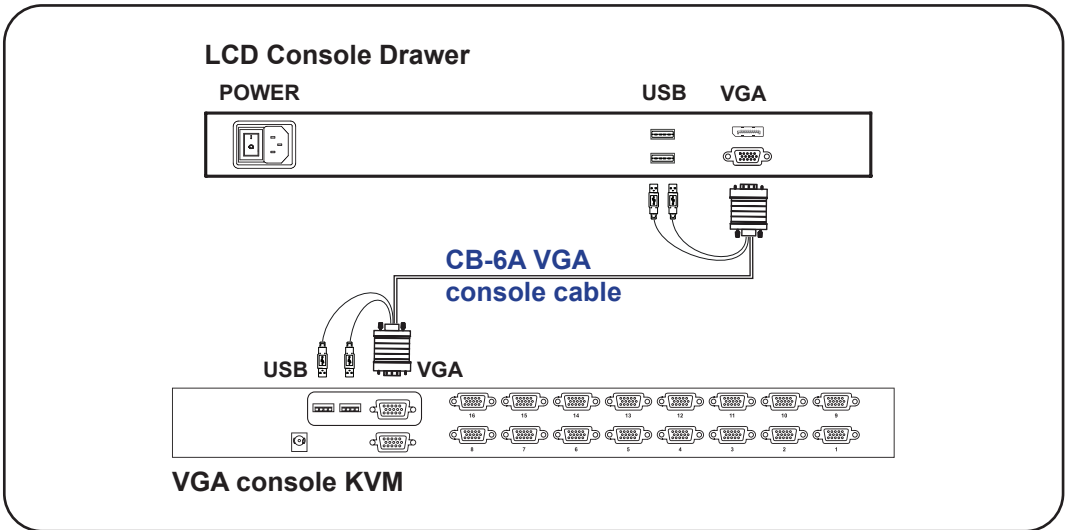 LCD Console Drawer
POWER USB VGA
CB-6A VGA
console cable
USB VGA
16 15 14 13 12 11 10 9
8 7 6 5 4 3 2 1
VGA console KVM